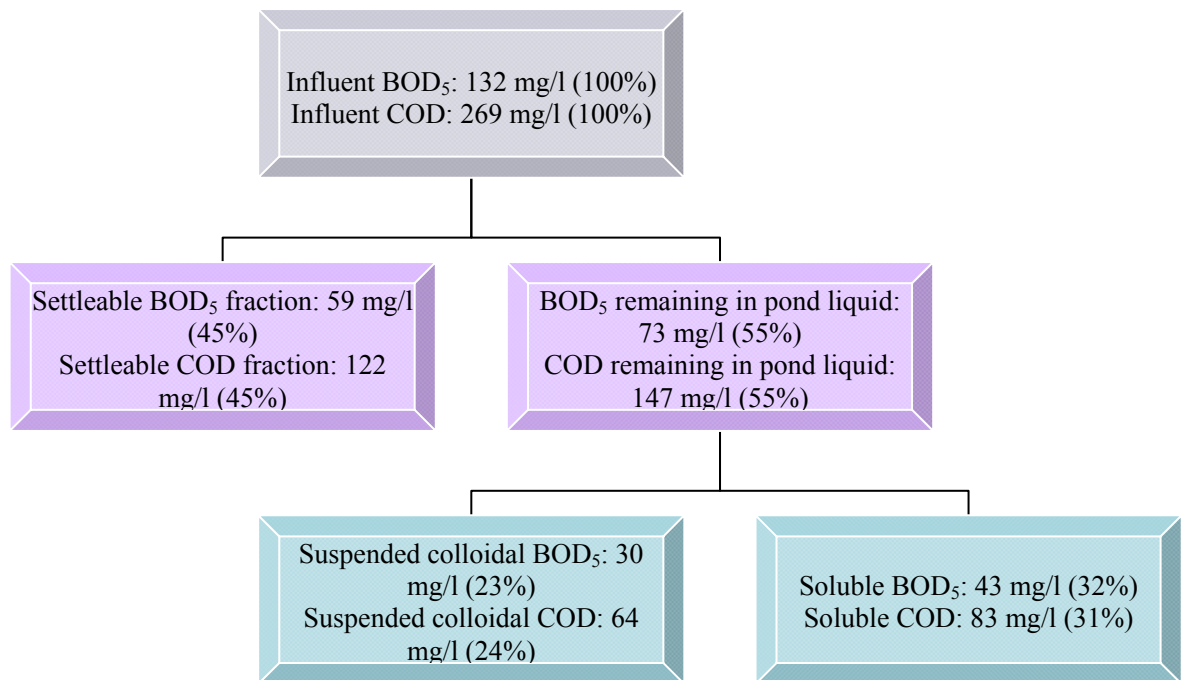 Influent BOD₅: 132 mg/l (100%)
Influent COD: 269 mg/l (100%)
Settleable BOD₅ fraction: 59 mg/l
(45%)
Settleable COD fraction: 122
mg/l (45%)
BOD₅ remaining in pond liquid:
73 mg/l (55%)
COD remaining in pond liquid:
147 mg/l (55%)
Suspended colloidal BOD₅: 30
mg/l (23%)
Suspended colloidal COD: 64
mg/l (24%)
Soluble BOD₅: 43 mg/l (32%)
Soluble COD: 83 mg/l (31%)